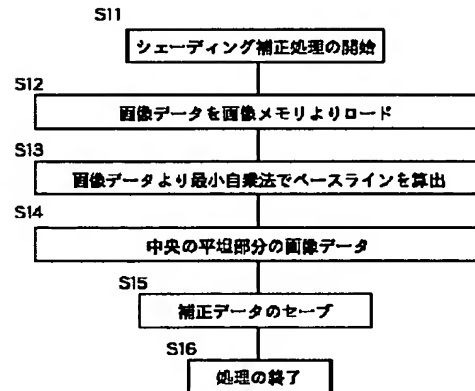 S11
シェーディング補正処理の開始
S12
画像データを画像メモリよりロード
S13
画像データより最小自乗法でベースラインを算出
S14
中央の平坦部分の画像データ
S15
補正データのセーブ
S16
処理の終了